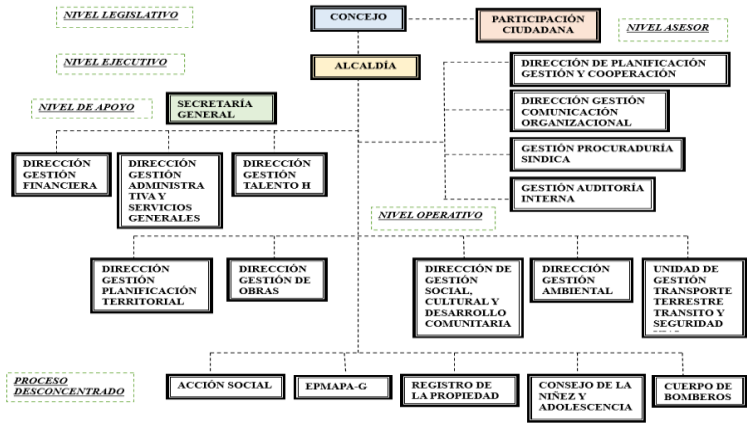 NIVEL LEGISLATIVO
CONCEJO
PARTICIPACIÓN
CIUDADANA
NIVEL ASESOR
NIVEL EJECUTIVO
ALCALDÍA
DIRECCIÓN DE PLANIFICACIÓN
GESTIÓN Y COOPERACIÓN
NIVEL DE APOYO
SECRETARÍA
GENERAL
DIRECCIÓN GESTIÓN
COMUNICACIÓN
ORGANIZACIONAL
GESTIÓN PROCURADURÍA
SINDICA
GESTIÓN AUDITORÍA
INTERNA
DIRECCIÓN
GESTIÓN
FINANCIERA
DIRECCIÓN
GESTIÓN
ADMINISTRA
TIVA Y
SERVICIOS
GENERALES
DIRECCIÓN
GESTIÓN
TALENTO H
NIVEL OPERATIVO
DIRECCIÓN
GESTIÓN
PLANIFICACIÓN
TERRITORIAL
DIRECCIÓN
GESTIÓN DE
OBRAS
DIRECCIÓN DE
GESTIÓN
SOCIAL,
CULTURAL Y
DESARROLLO
COMUNITARIA
DIRECCIÓN
GESTIÓN
AMBIENTAL
UNIDAD DE
GESTIÓN
TRANSPORTE
TERRESTRE
TRANSITO Y
SEGURIDAD
PROCESO
DESCONCENTRADO
ACCIÓN SOCIAL
EPMAPA-G
REGISTRO DE
LA PROPIEDAD
CONSEJO DE LA
NIÑEZ Y
ADOLESCENCIA
CUERPO DE
BOMBEROS